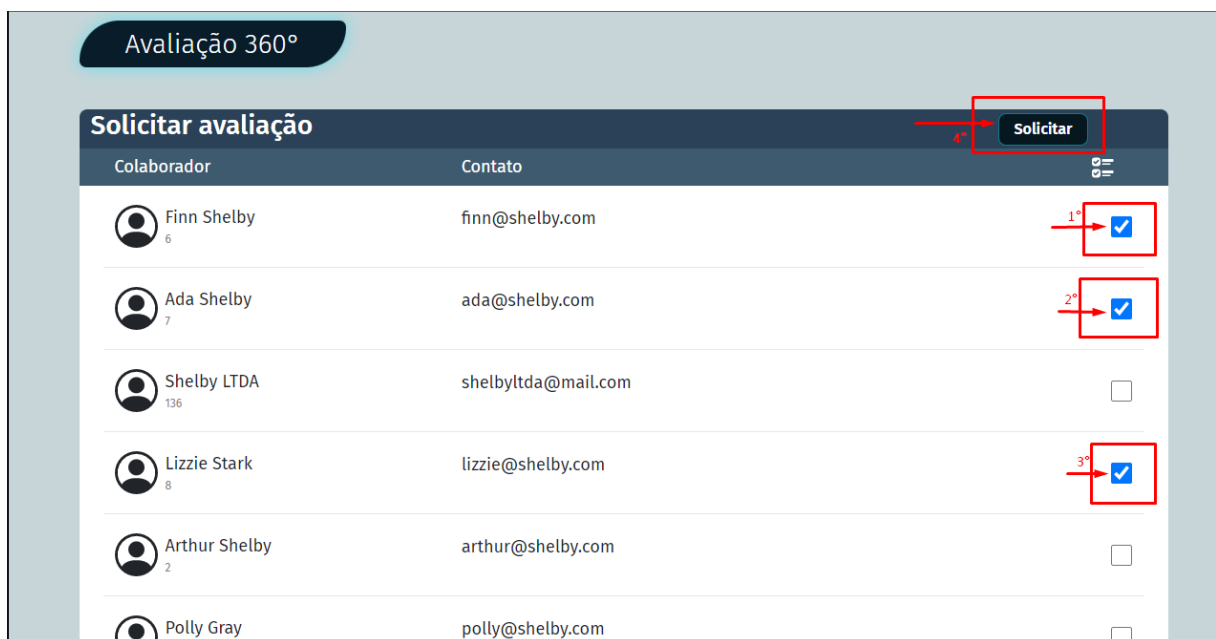 Avaliação 360°
Solicitar avaliação
4° Solicitar
Colaborador Contato
Finn Shelby finn@shelby.com 1°
6
Ada Shelby ada@shelby.com 2°
7
Shelby LTDA shelbyltda@mail.com
136
Lizzie Stark lizzie@shelby.com 3°
8
Arthur Shelby arthur@shelby.com
2
Polly Gray polly@shelby.com